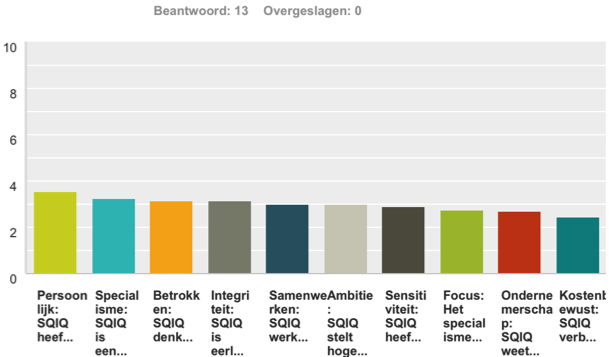 Beantwoord: 13 Overgeslagen: 0
10
8
6
4
2
0
Persoon Special Betrokk Integri SamenweAmbitie Sensiti Focus: Onderne Kostenb
lijk: isme: en: teit: rken: : viteit: Het merscha ewust:
SQIQ SQIQ SQIQ SQIQ SQIQ SQIQ SQIQ special p: SQIQ
heef... is denk... is werk... stelt heef... isme... SQIQ verb...
een... eerl... hoge... weet...